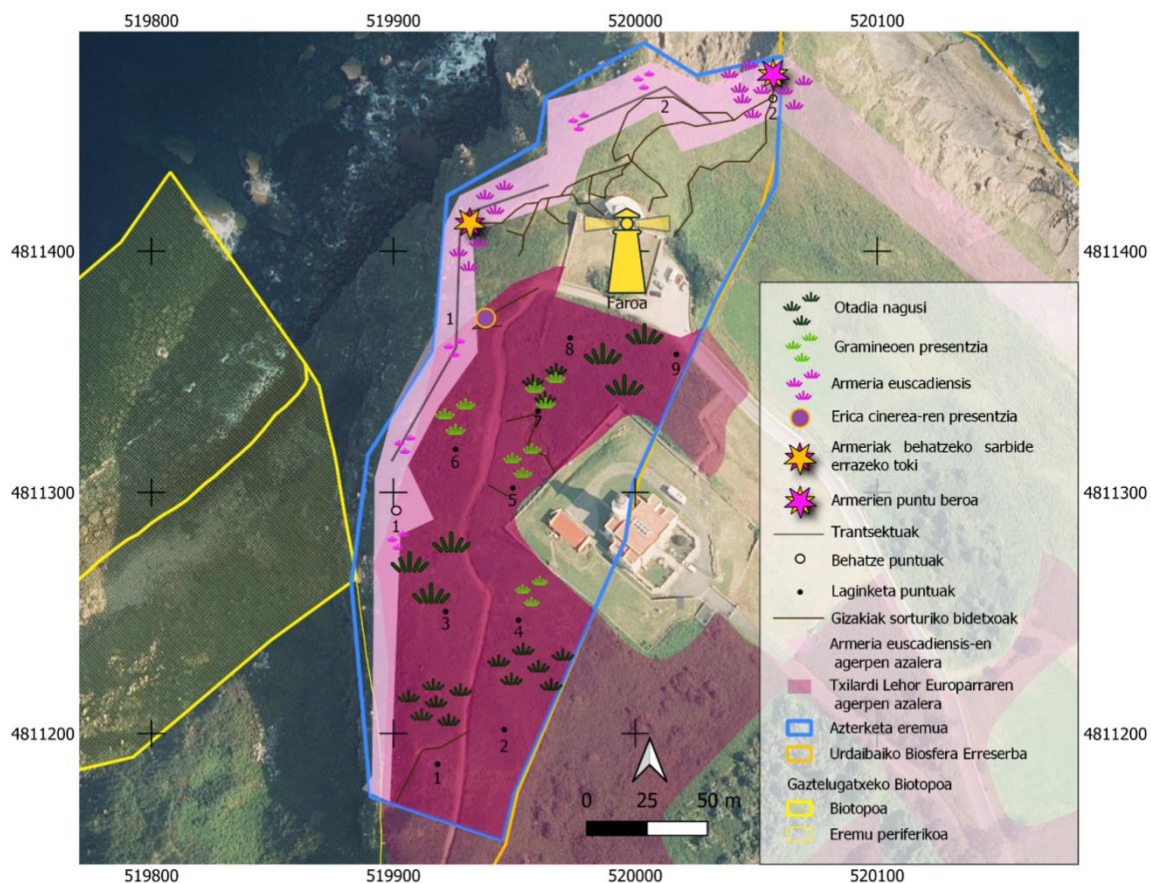 519800 519900 520000 520100
2
2
4811400 4811400
Faroa
1
8
9
7
6
5
4811300 4811300
1
3
4
4811200 4811200
2
1
0 25 50 m
519800 519900 520000 520100
Otadia nagusi
Gramineoen presentzia
Armeria euscadiensis
Erica cinerea-ren presentzia
Armeriak behatzeko sarbide
errazeko toki
Armerien puntu beroa
Trantsektuak
Behatze puntuak
Laginketa puntuak
Gizakiak sorturiko bidetxoak
Armeria euscadiensis-en
agerpen azalera
Txilardi Lehor Europarraren
agerpen azalera
Azterketa eremua
Urdaibaiko Biosfera Erreserba
Gaztelugatxeko Biotopoa
Biotopoa
Eremu periferikoa